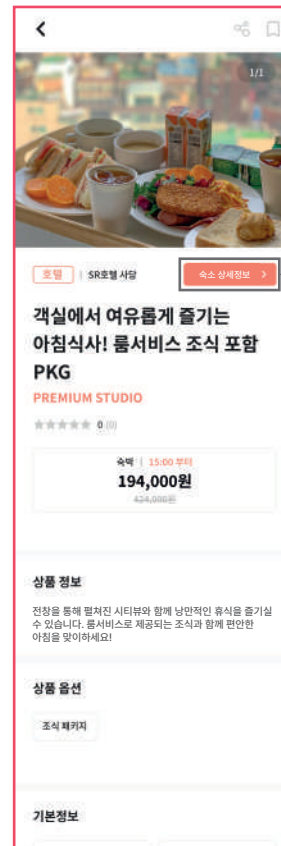 1/1
호텔 | SR호텔 사당
숙소 상세정보 >
객실에서 여유롭게 즐기는
아침식사! 룸서비스 조식 포함
PKG
PREMIUM STUDIO
★★★★★ 0 (0)
숙박 | 15:00 부터
194,000원
424,000원
상품 정보
전창을 통해 펼쳐진 시티뷰와 함께 낭만적인 휴식을 즐기실
수 있습니다. 룸서비스로 제공되는 조식과 함께 편안한
아침을 맞이하세요!
상품 옵션
조식 패키지
기본정보